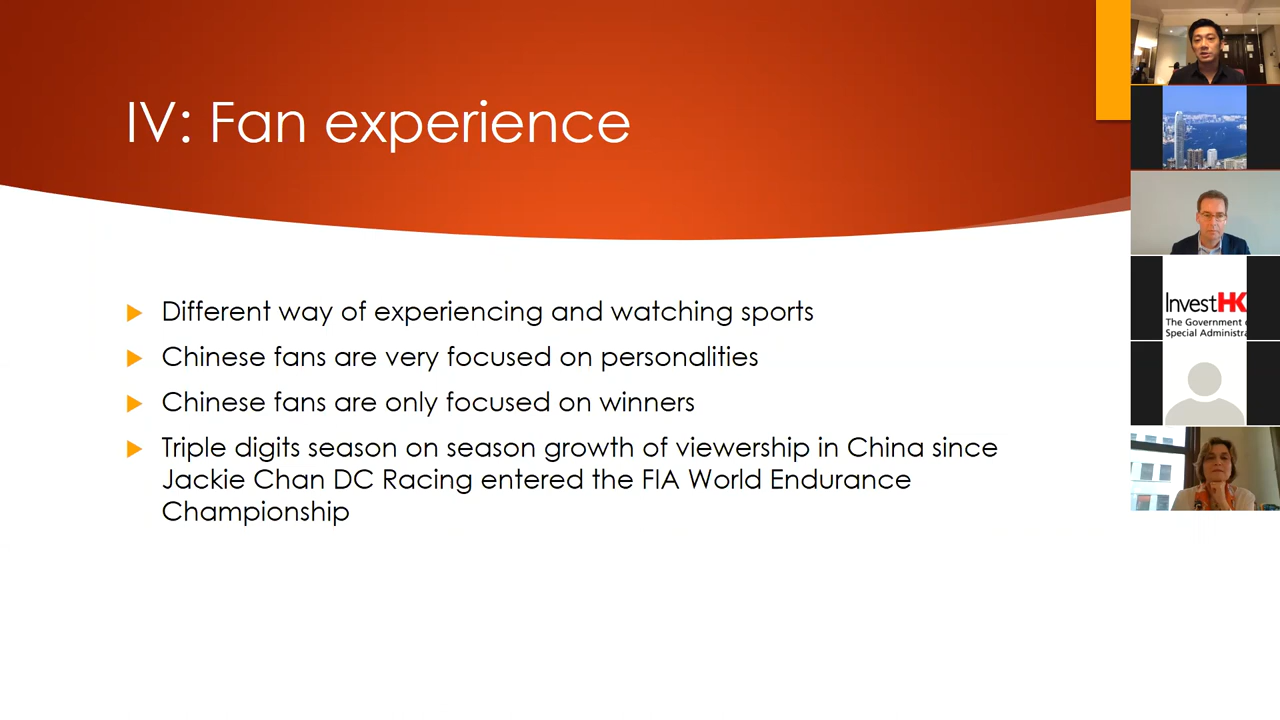 IV: Fan experience
Different way of experiencing and watching sports
Chinese fans are very focused on personalities
Chinese fans are only focused on winners
Triple digits season on season growth of viewership in China since
Jackie Chan DC Racing entered the FIA World Endurance
Championship
InvestHK
The Government
Special Administra